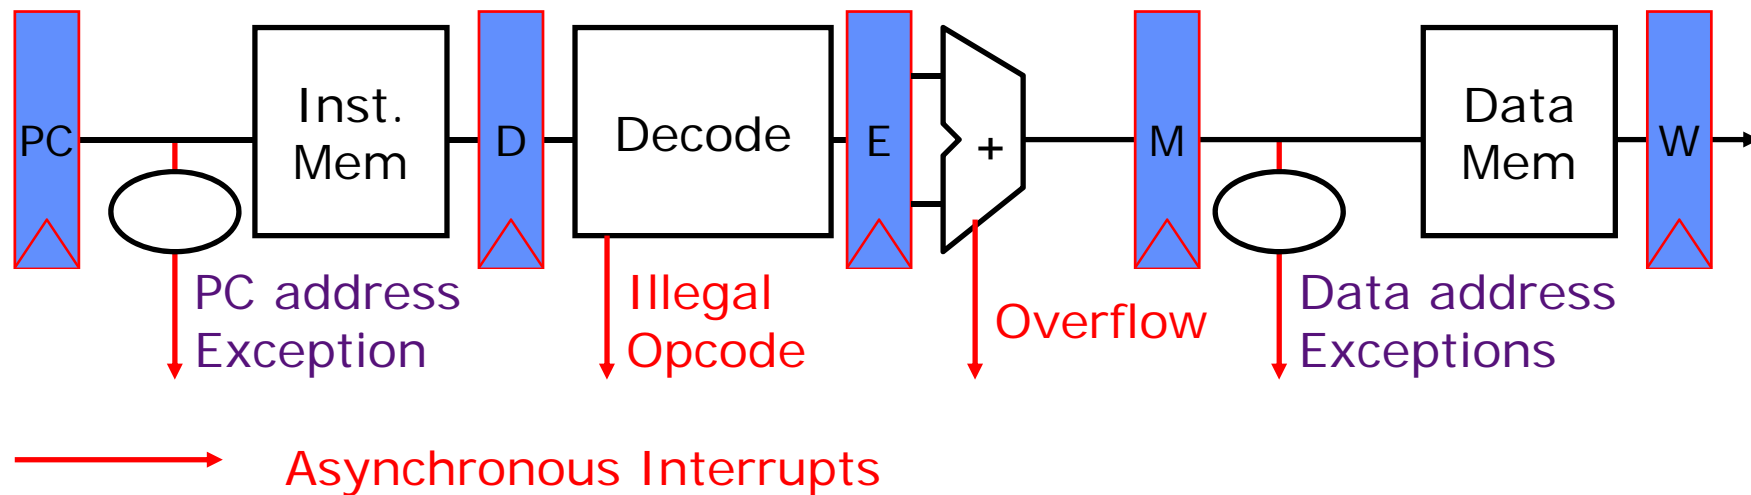 PC
Inst.
Mem
D
Decode
E
+
M
Data
Mem
W
PC address
Exception
Illegal
Opcode
Overflow
Data address
Exceptions
Asynchronous Interrupts